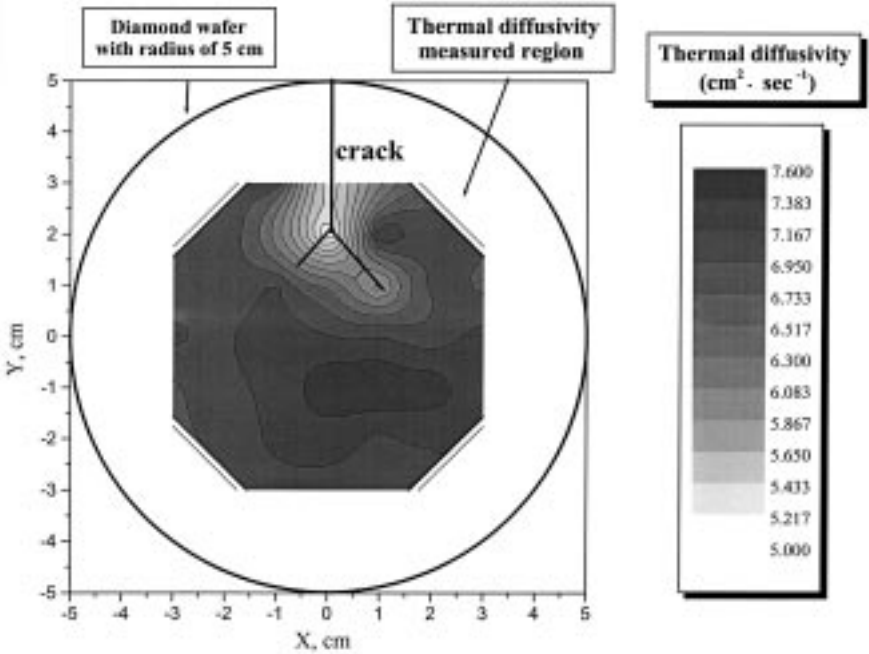 Diamond wafer
with radius of 5 cm
Thermal diffusivity
measured region
Thermal diffusivity
(cm² · sec⁻¹)
crack
7.600
7.383
7.167
6.950
6.733
6.517
6.300
6.083
5.867
5.650
5.433
5.217
5.000
5
4
3
2
1
0
-1
-2
-3
-4
-5
Y, cm
-5 -4 -3 -2 -1 0 1 2 3 4 5
X, cm